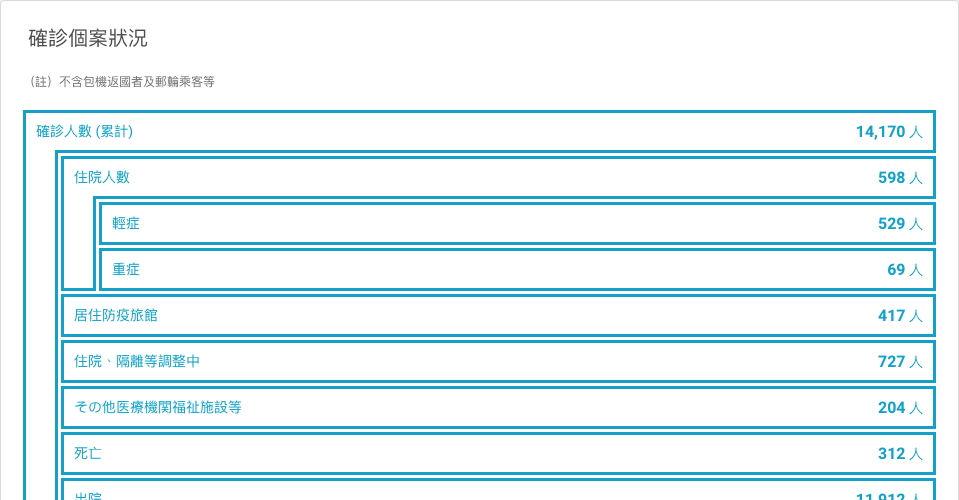 確診個案狀況
（註）不含包機返國者及郵輪乘客等
確診人數 (累計) 14,170 人
住院人數 598 人
輕症 529 人
重症 69 人
居住防疫旅館 417 人
住院、隔離等調整中 727 人
その他医療機関福祉施設等 204 人
死亡 312 人
出院 11,912 人